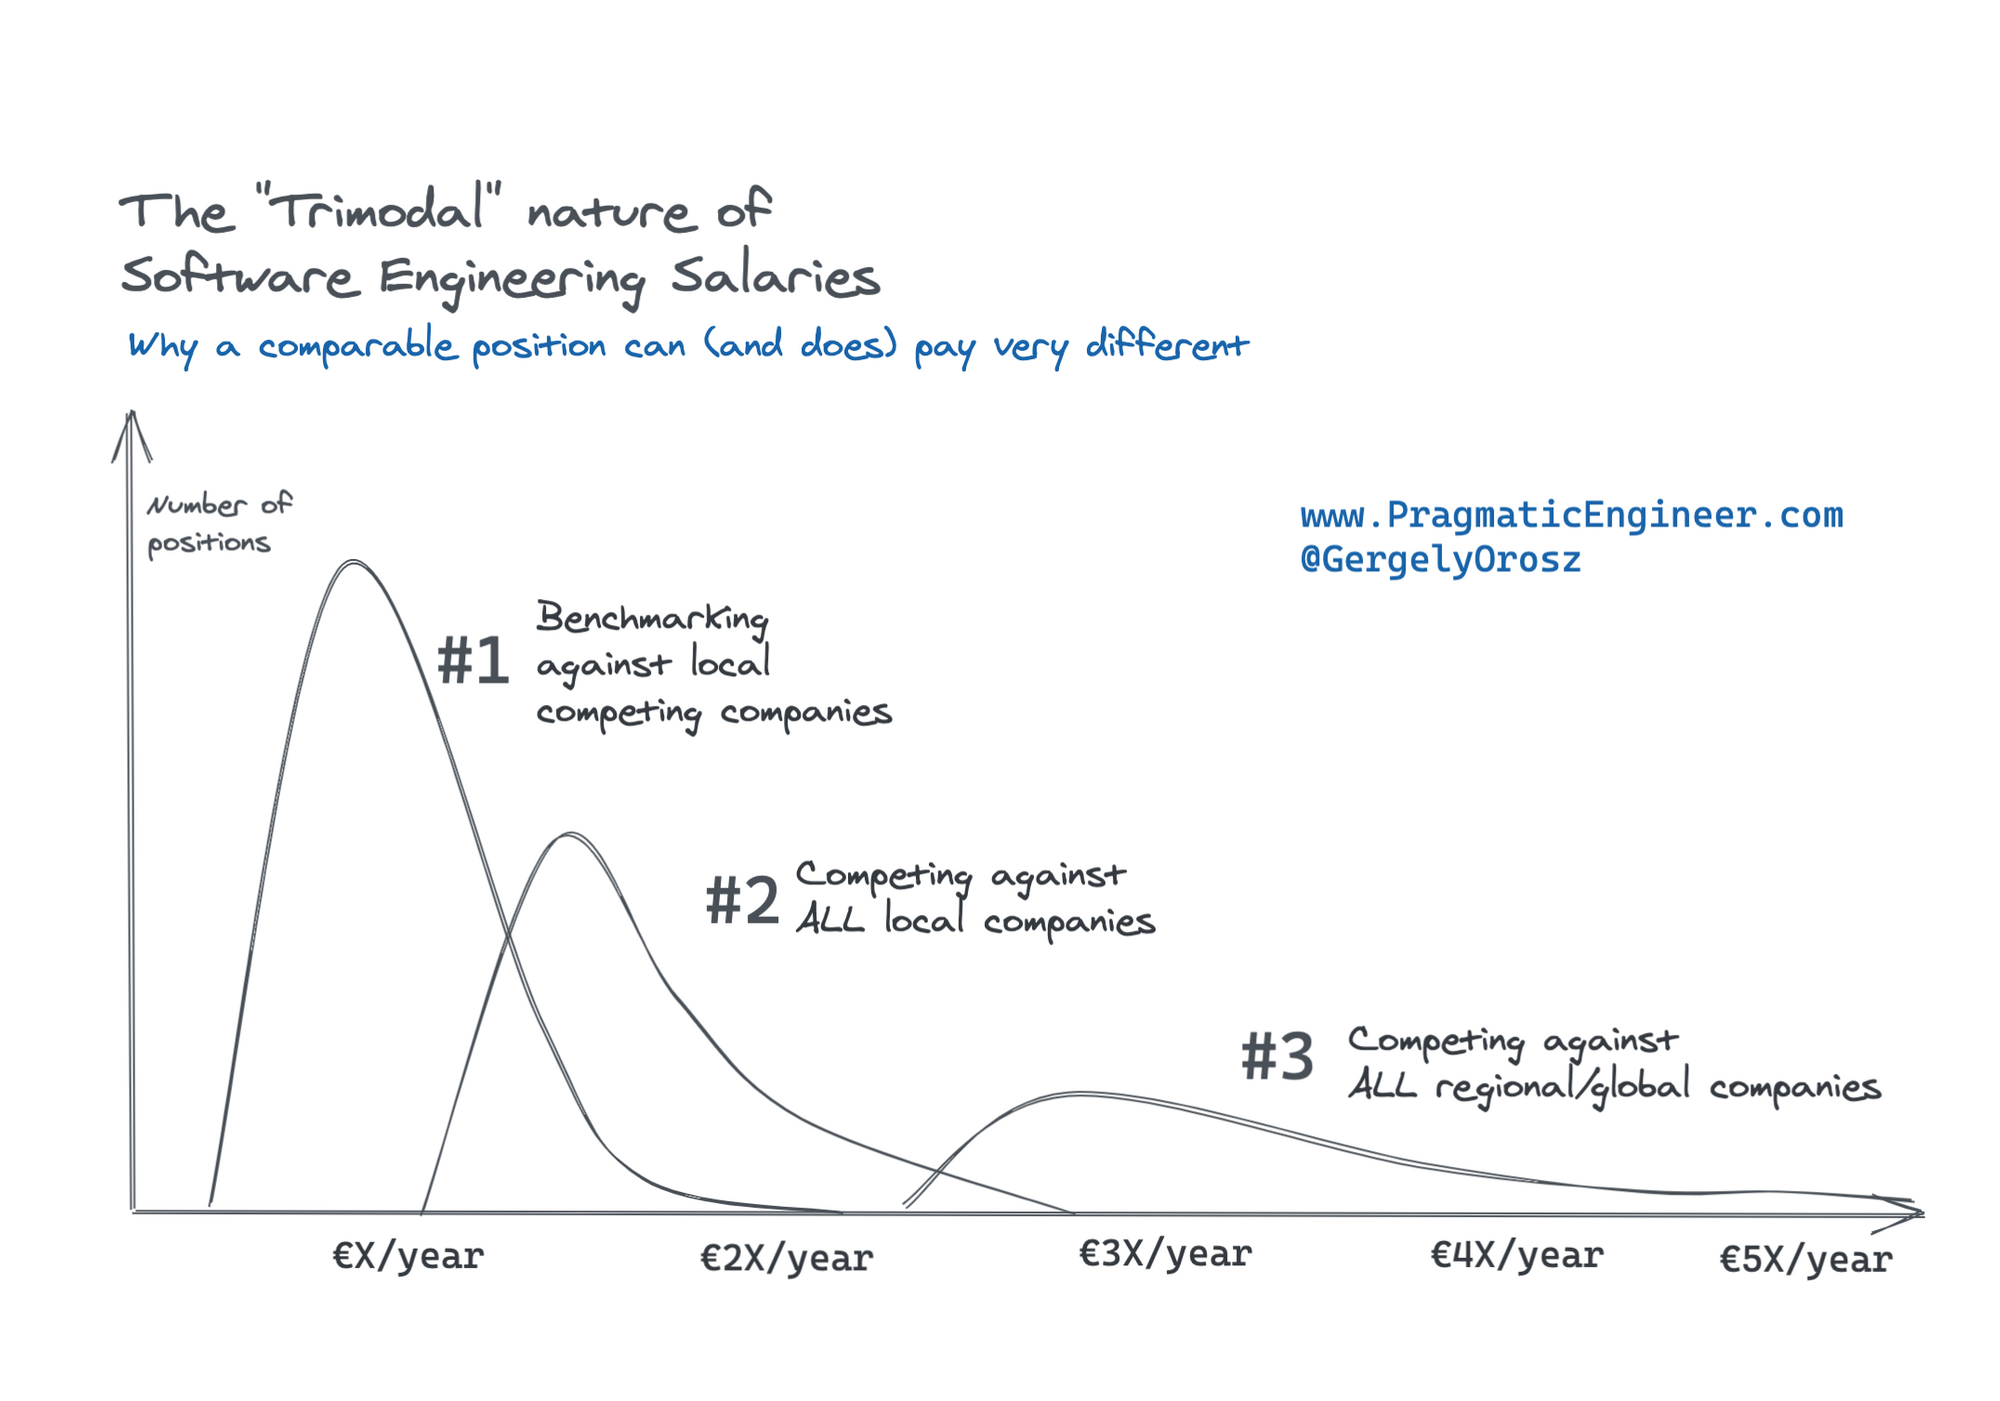 The "Trimodal" nature of
Software Engineering Salaries
Why a comparable position can (and does) pay very different
Number of
positions
www.PragmaticEngineer.com
@GergelyOrosz
#1
Benchmarking
against local
competing companies
#2
Competing against
ALL local companies
#3
Competing against
ALL regional/global companies
€X/year
€2X/year
€3X/year
€4X/year
€5X/year